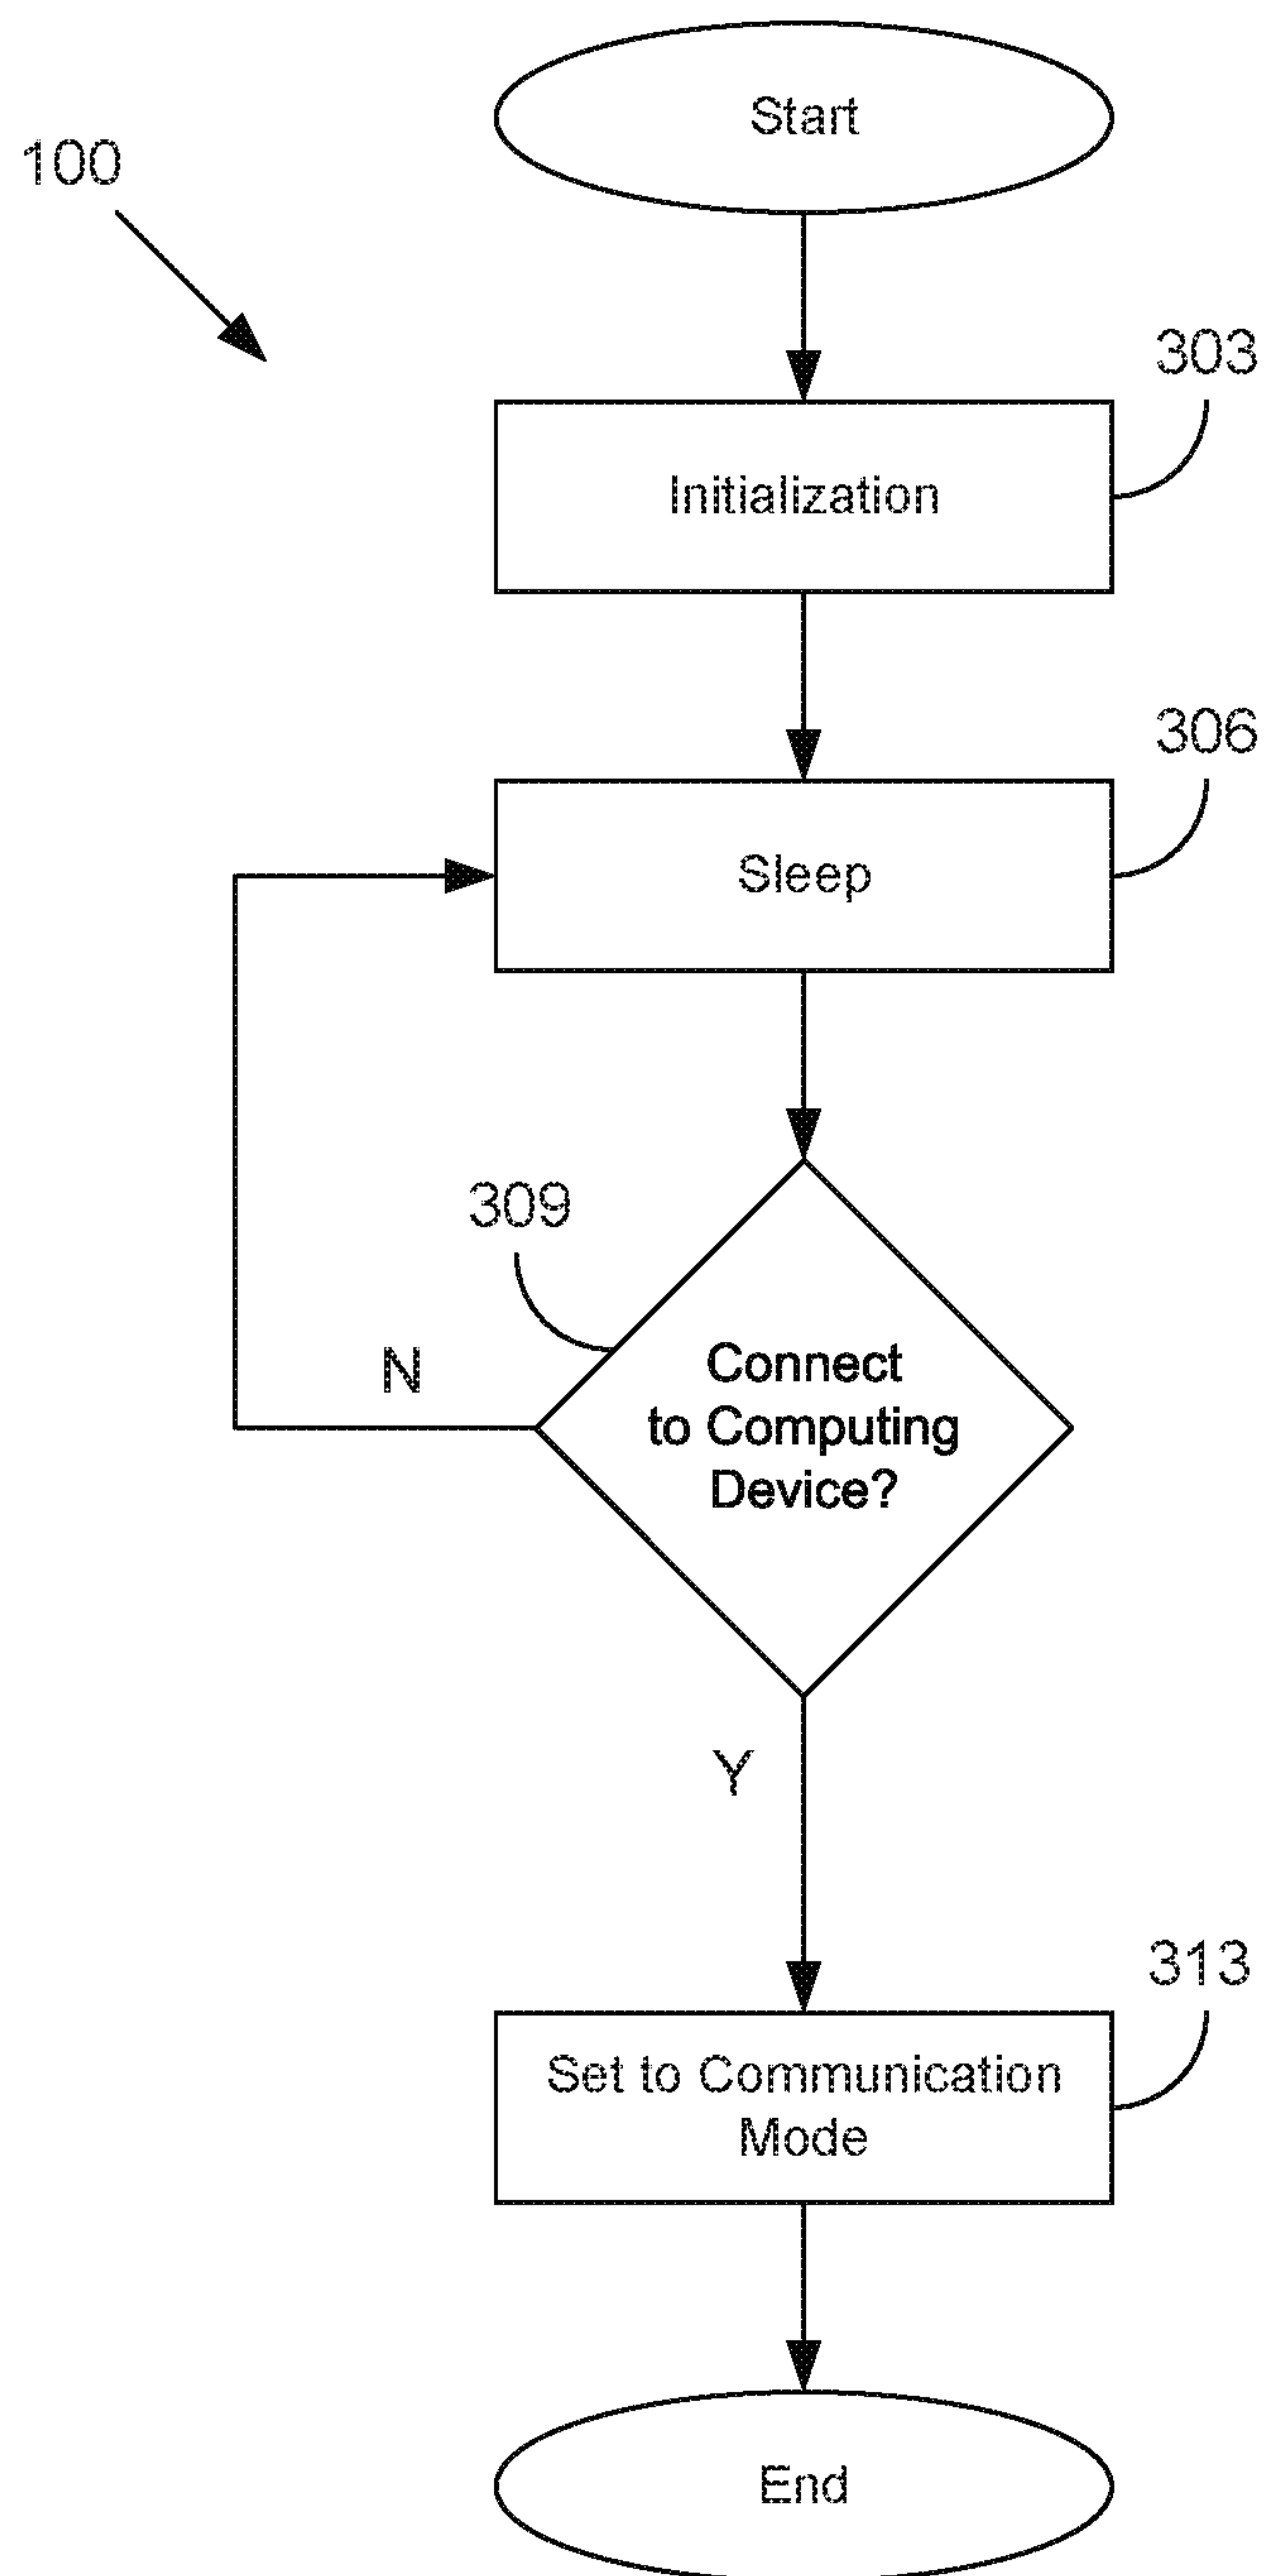 Start
100
303
Initialization
306
Sleep
309
Connect
to Computing
Device?
N
Y
313
Set to Communication
Mode
End